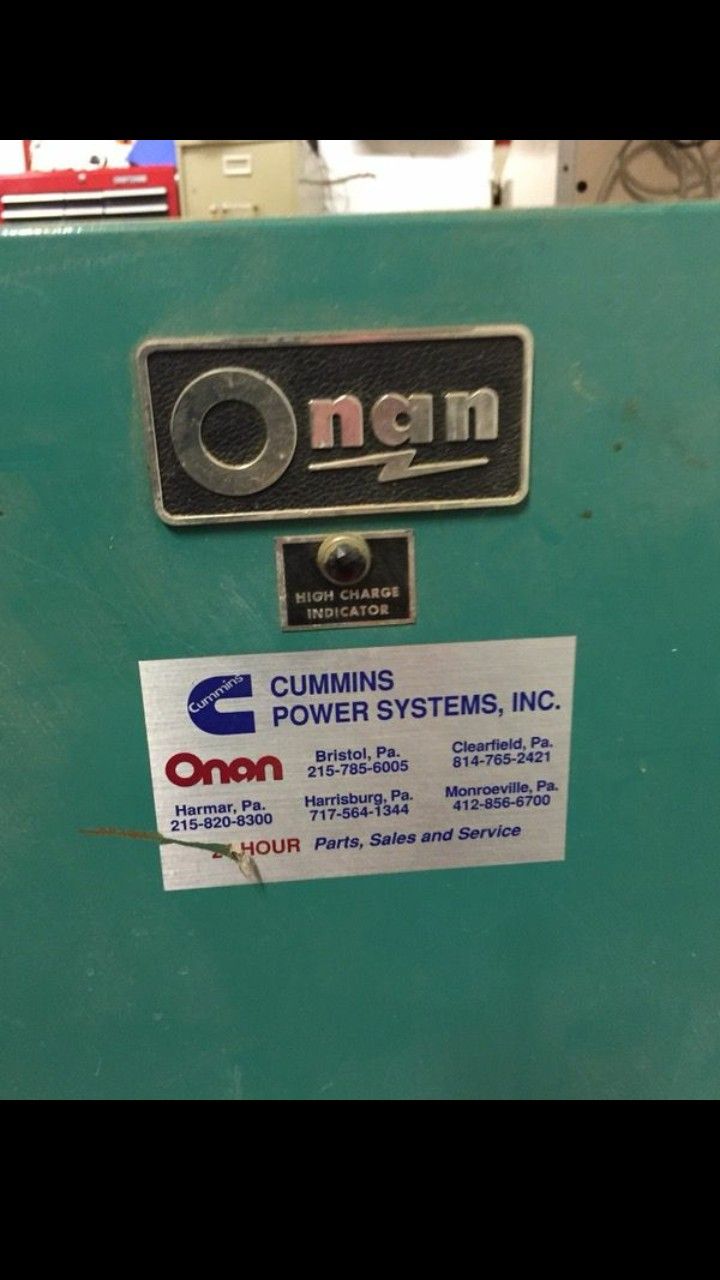 Onan
HIGH CHARGE
INDICATOR
Cummins
CUMMINS
POWER SYSTEMS, INC.
Onan
Bristol, Pa.
215-785-6005
Clearfield, Pa.
814-765-2421
Harmar, Pa.
215-820-8300
Harrisburg, Pa.
717-564-1344
Monroeville, Pa.
412-856-6700
HOUR Parts, Sales and Service